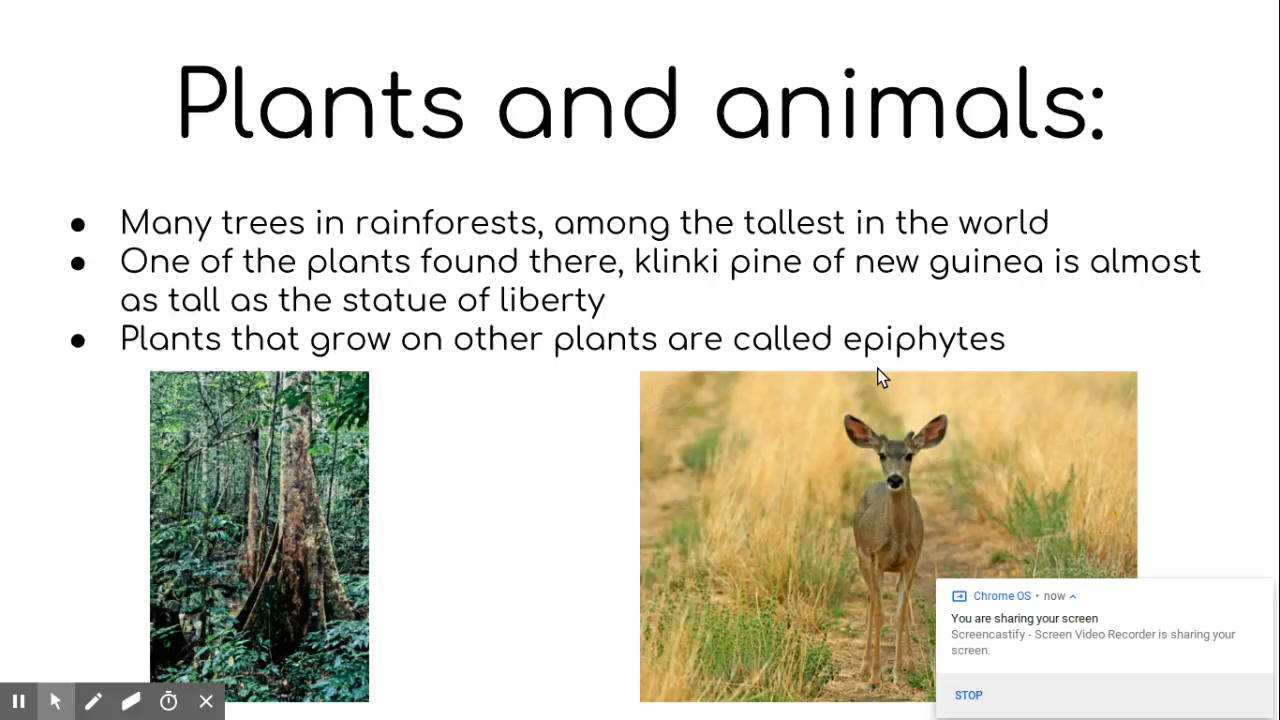 Plants and animals:
● Many trees in rainforests, among the tallest in the world
● One of the plants found there, klinki pine of new guinea is almost
as tall as the statue of liberty
● Plants that grow on other plants are called epiphytes
Chrome OS • now
You are sharing your screen
Screencastify - Screen Video Recorder is sharing your
screen.
STOP